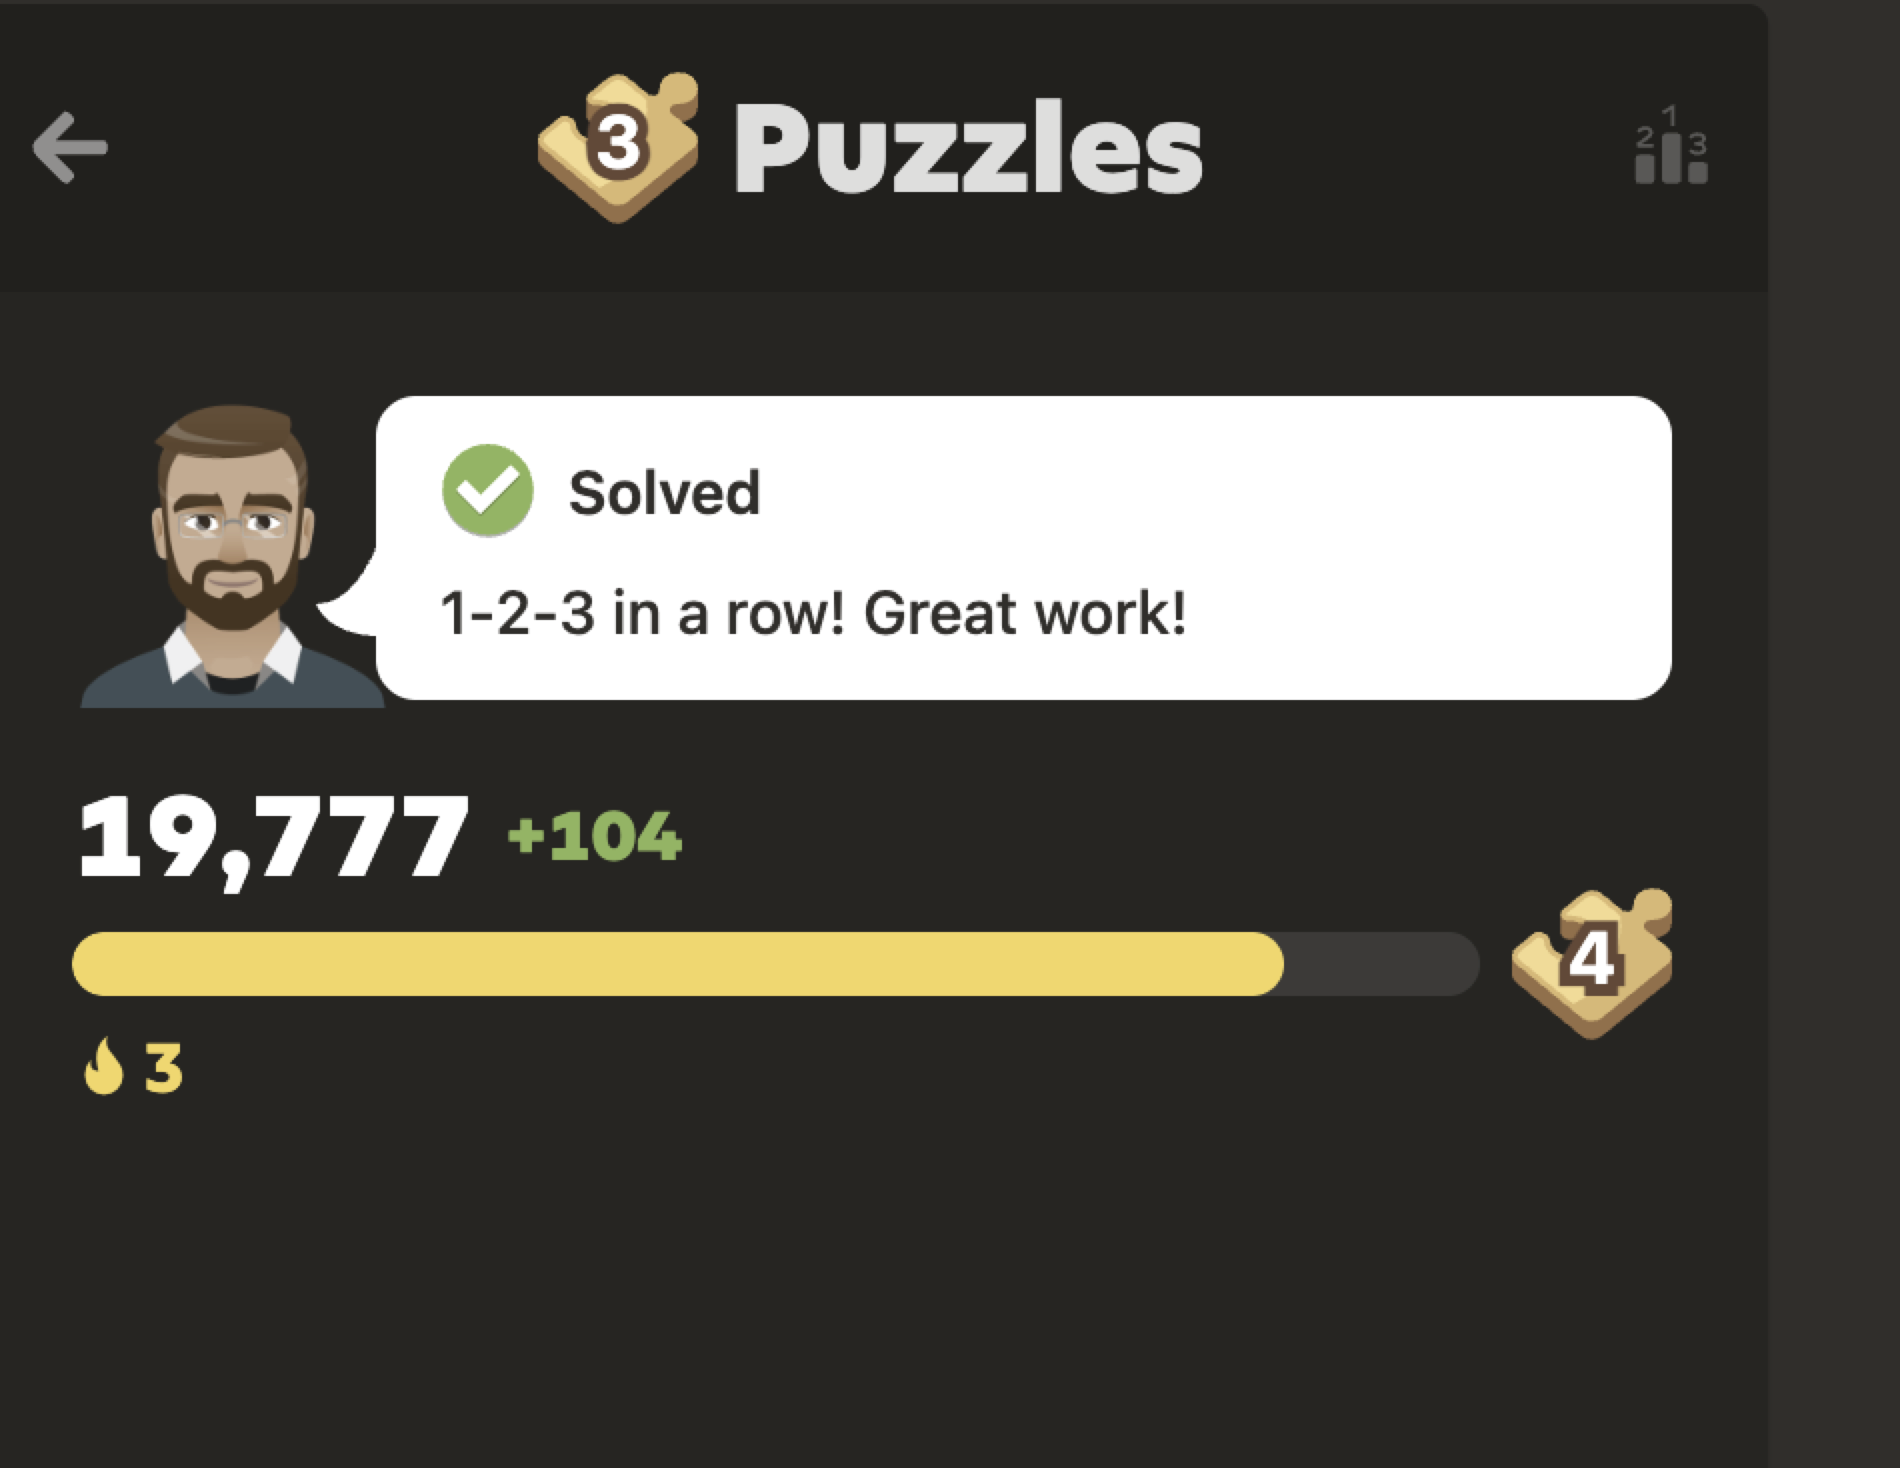 3 Puzzles
2 1 3
Solved
1-2-3 in a row! Great work!
19,777 +104
4
3